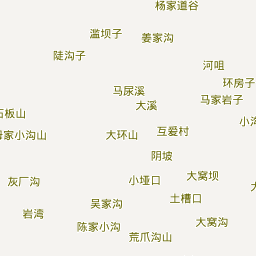 杨家道谷
滥坝子
姜家沟
陡沟子
河咀
环房子
马尿溪
马家岩子
大溪
石板山
小沟
家小沟山
大环山
互爱村
阴坡
大窝坝
灰厂沟
小垭口
土槽口
吴家沟
岩湾
大窝沟
陈家小沟
荒爪沟山